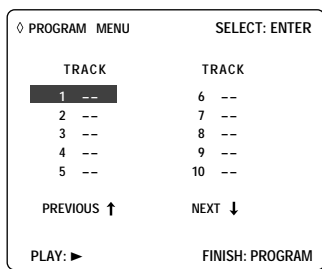 ◊ PROGRAM MENU SELECT: ENTER
TRACK TRACK
1 -- 6 --
2 -- 7 --
3 -- 8 --
4 -- 9 --
5 -- 10 --
PREVIOUS ↑ NEXT ↓
PLAY: ► FINISH: PROGRAM